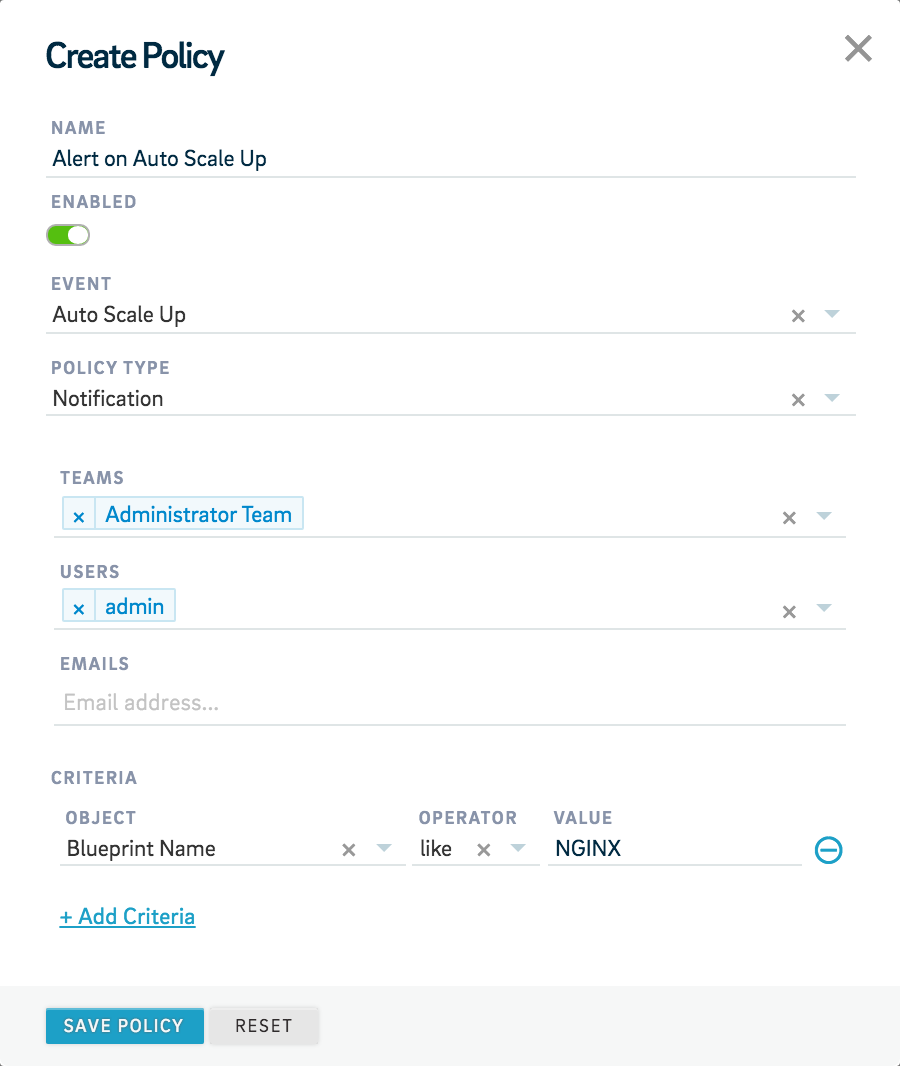 Create Policy
NAME
Alert on Auto Scale Up
ENABLED
EVENT
Auto Scale Up
POLICY TYPE
Notification
TEAMS
× Administrator Team
USERS
× admin
EMAILS
Email address...
CRITERIA
OBJECT OPERATOR VALUE
Blueprint Name like NGINX
+ Add Criteria
SAVE POLICY RESET